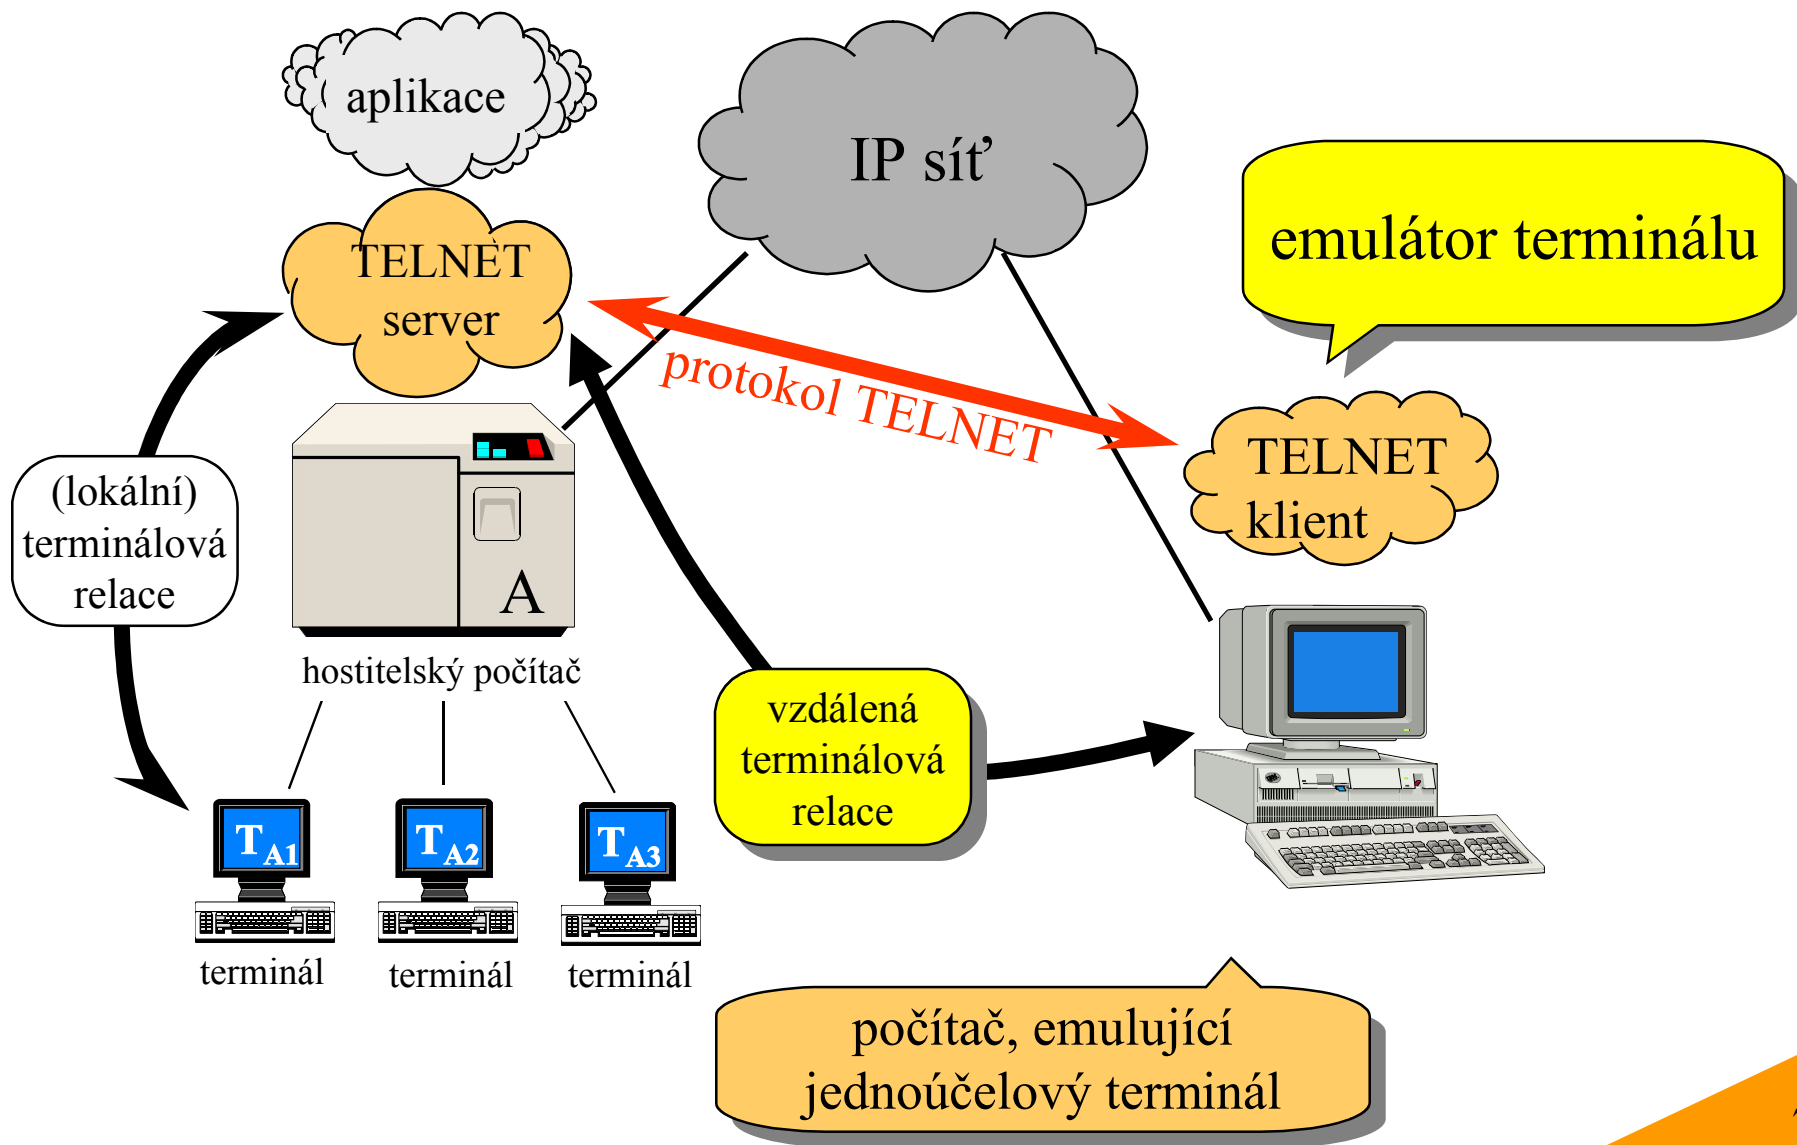 aplikace
IP síť
emulátor terminálu
TELNET
server
protokol TELNET
TELNET
klient
(lokální)
terminálová
relace
A
hostitelský počítač
vzdálená
terminálová
relace
TA1
TA2
TA3
terminál
terminál
terminál
počítač, emulující
jednoúčelový terminál